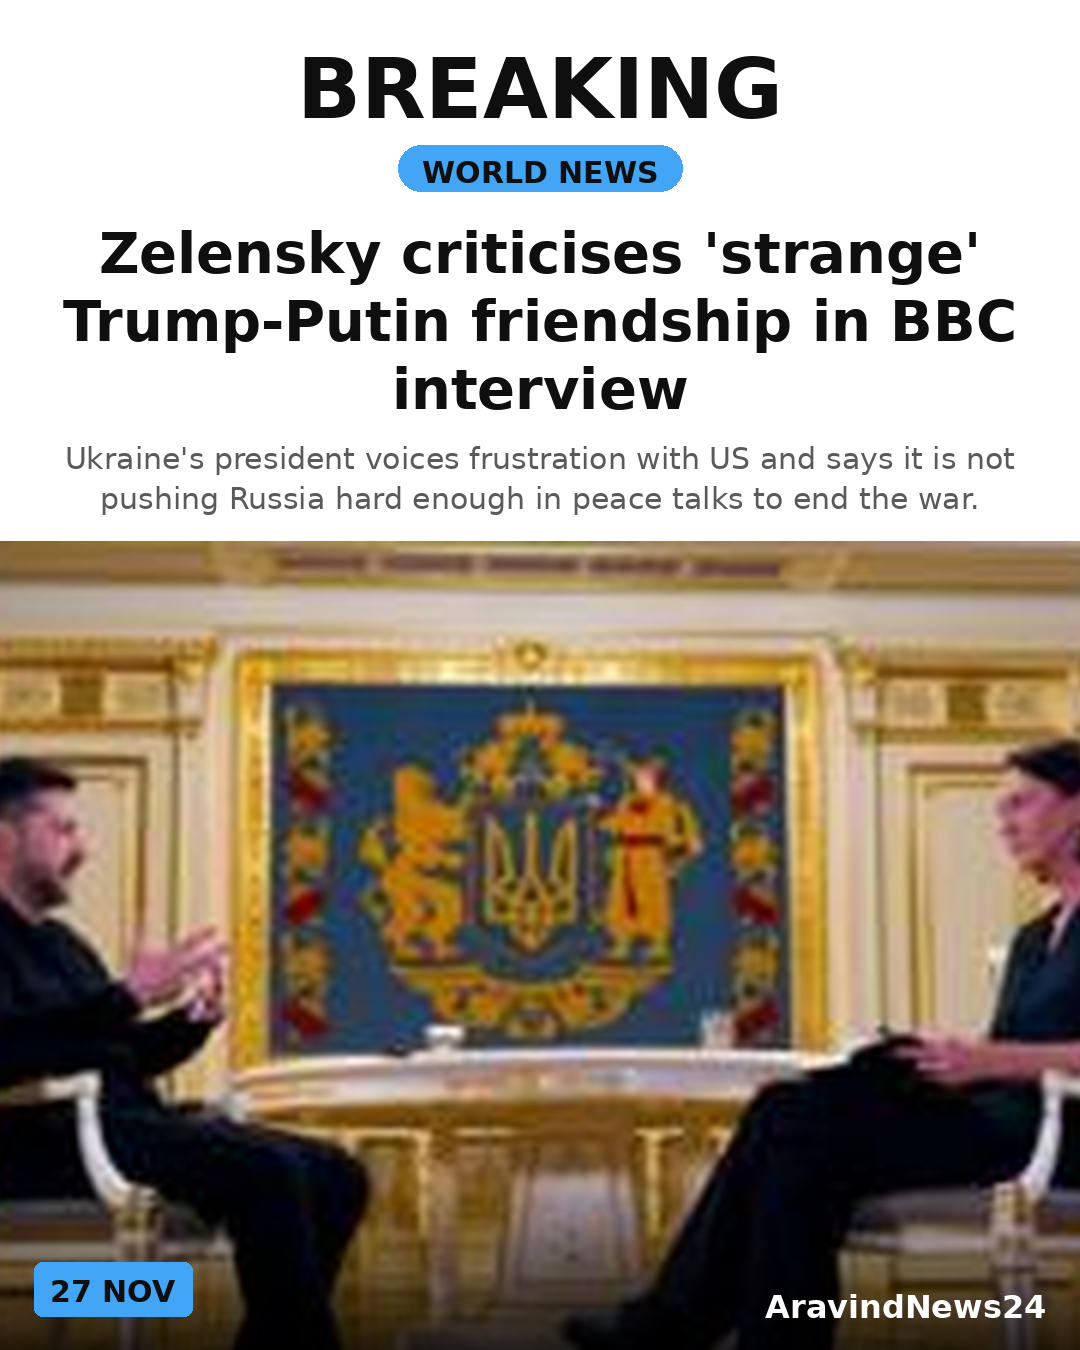 BREAKING
WORLD NEWS
Zelensky criticises 'strange'
Trump-Putin friendship in BBC
interview
Ukraine's president voices frustration with US and says it is not
pushing Russia hard enough in peace talks to end the war.
27 NOV
AravindNews24